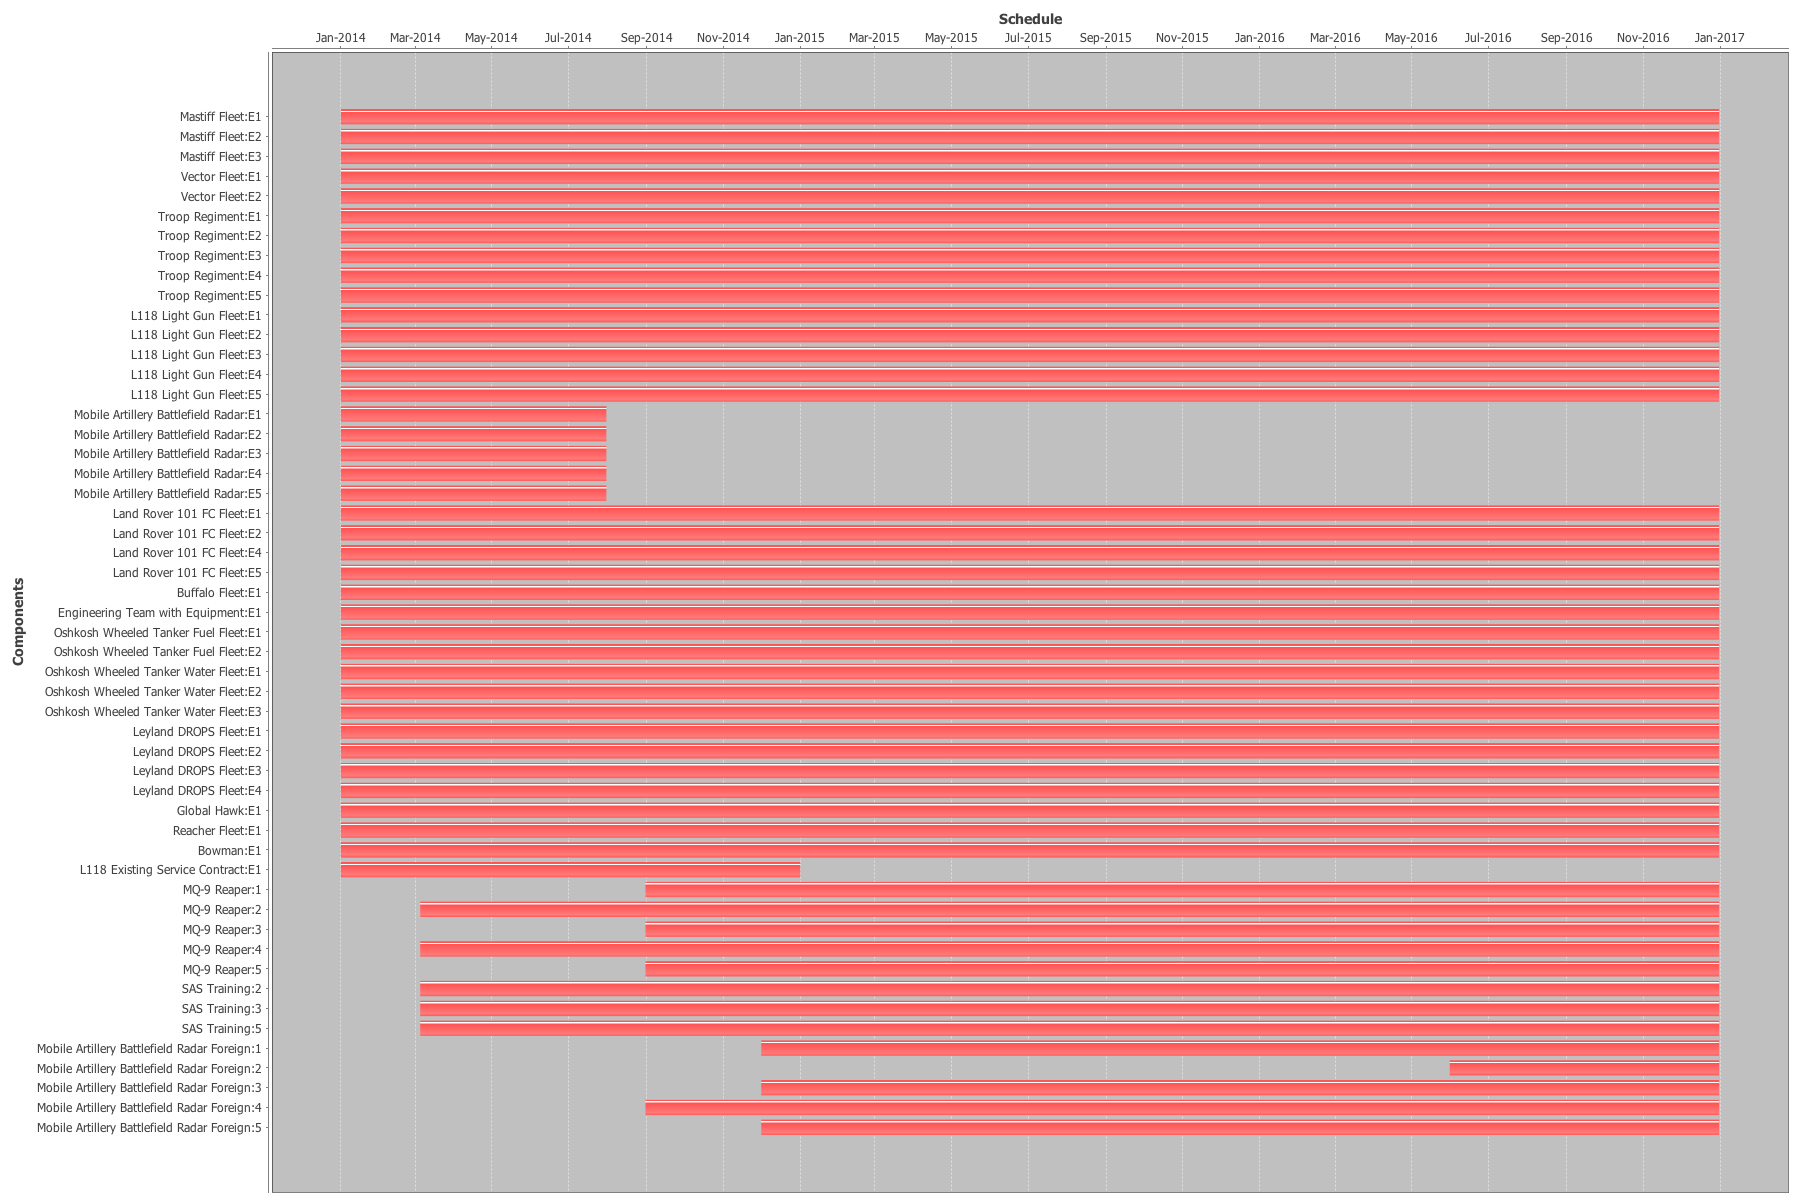 Schedule
Jan-2014 Mar-2014 May-2014 Jul-2014 Sep-2014 Nov-2014 Jan-2015 Mar-2015 May-2015 Jul-2015 Sep-2015 Nov-2015 Jan-2016 Mar-2016 May-2016 Jul-2016 Sep-2016 Nov-2016 Jan-2017
Components
Mastiff Fleet:E1
Mastiff Fleet:E2
Mastiff Fleet:E3
Vector Fleet:E1
Vector Fleet:E2
Troop Regiment:E1
Troop Regiment:E2
Troop Regiment:E3
Troop Regiment:E4
Troop Regiment:E5
L118 Light Gun Fleet:E1
L118 Light Gun Fleet:E2
L118 Light Gun Fleet:E3
L118 Light Gun Fleet:E4
L118 Light Gun Fleet:E5
Mobile Artillery Battlefield Radar:E1
Mobile Artillery Battlefield Radar:E2
Mobile Artillery Battlefield Radar:E3
Mobile Artillery Battlefield Radar:E4
Mobile Artillery Battlefield Radar:E5
Land Rover 101 FC Fleet:E1
Land Rover 101 FC Fleet:E2
Land Rover 101 FC Fleet:E4
Land Rover 101 FC Fleet:E5
Buffalo Fleet:E1
Engineering Team with Equipment:E1
Oshkosh Wheeled Tanker Fuel Fleet:E1
Oshkosh Wheeled Tanker Fuel Fleet:E2
Oshkosh Wheeled Tanker Water Fleet:E1
Oshkosh Wheeled Tanker Water Fleet:E2
Oshkosh Wheeled Tanker Water Fleet:E3
Leyland DROPS Fleet:E1
Leyland DROPS Fleet:E2
Leyland DROPS Fleet:E3
Leyland DROPS Fleet:E4
Global Hawk:E1
Reacher Fleet:E1
Bowman:E1
L118 Existing Service Contract:E1
MQ-9 Reaper:1
MQ-9 Reaper:2
MQ-9 Reaper:3
MQ-9 Reaper:4
MQ-9 Reaper:5
SAS Training:2
SAS Training:3
SAS Training:5
Mobile Artillery Battlefield Radar Foreign:1
Mobile Artillery Battlefield Radar Foreign:2
Mobile Artillery Battlefield Radar Foreign:3
Mobile Artillery Battlefield Radar Foreign:4
Mobile Artillery Battlefield Radar Foreign:5